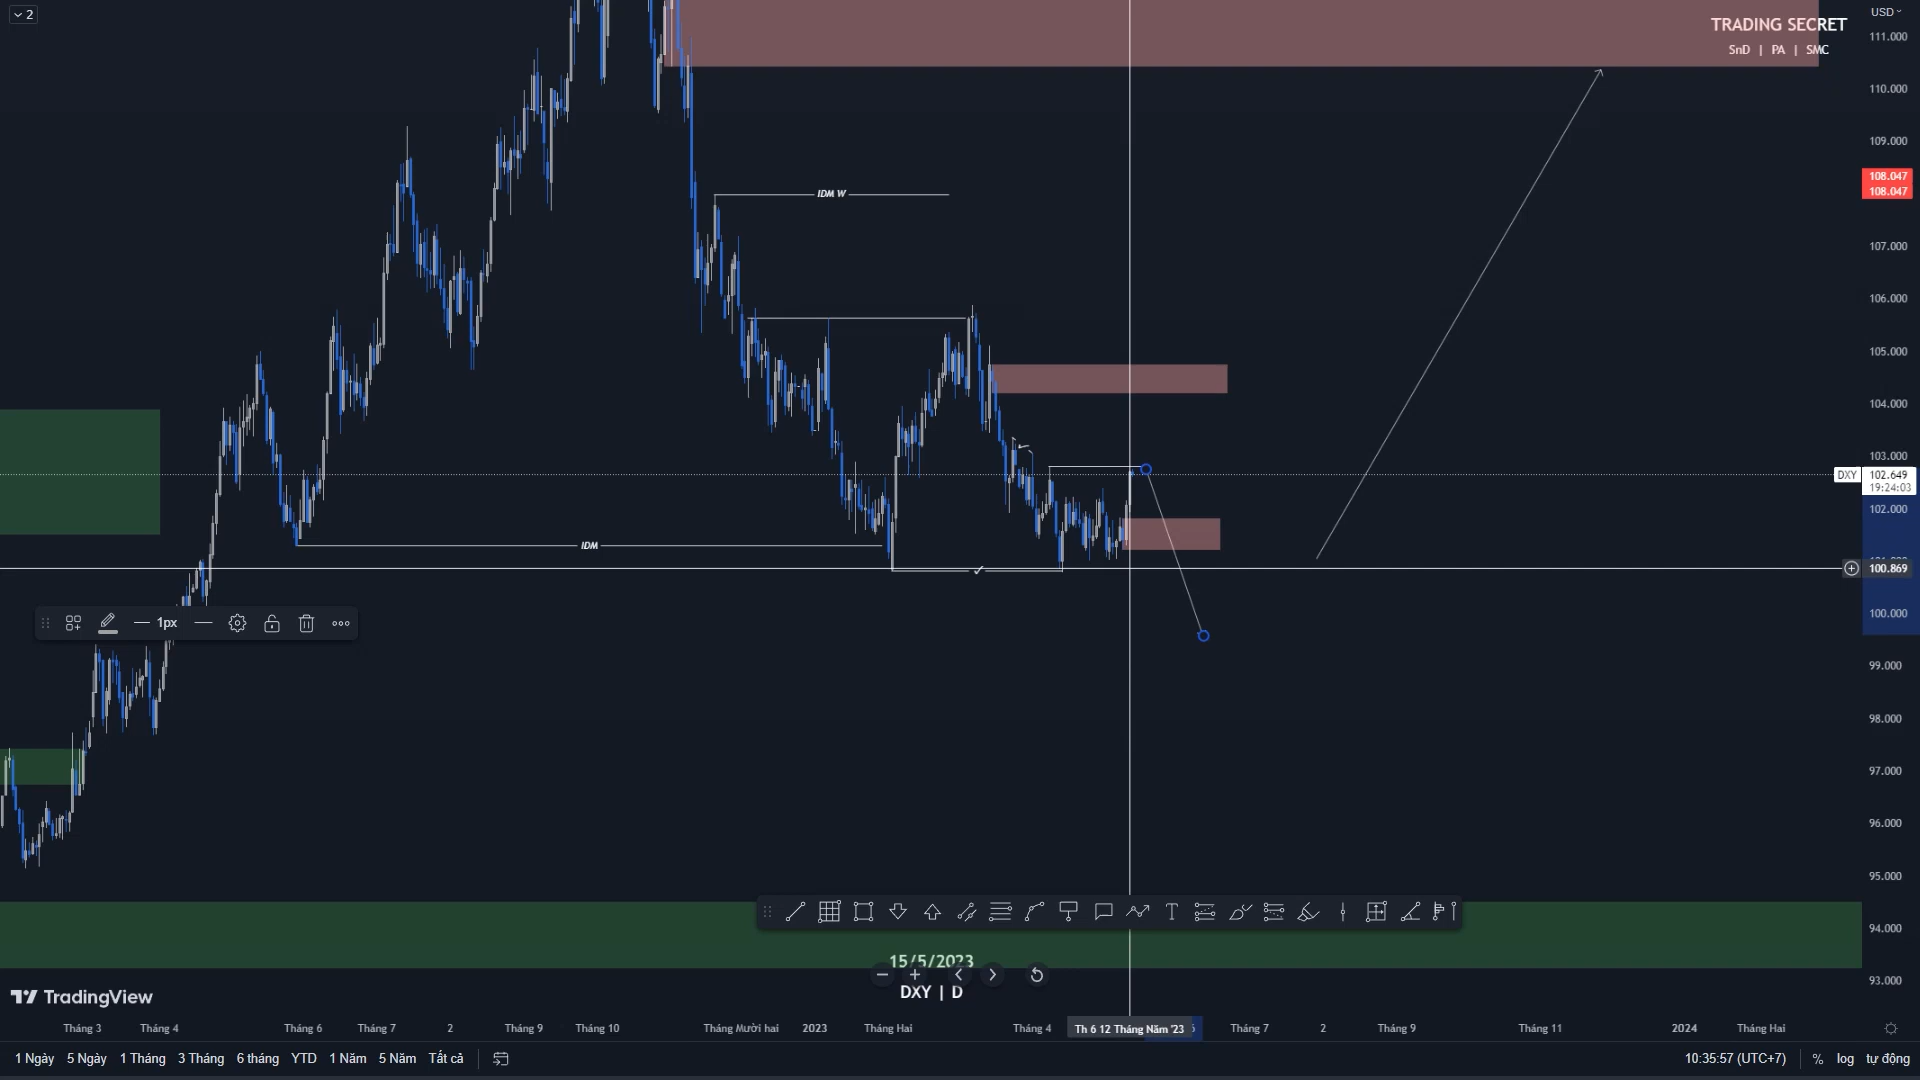 2
USD
TRADING SECRET
SnD | PA | SMC
111.000
110.000
109.000
108.047
108.047
107.000
106.000
105.000
104.000
103.000
DXY 102.649
19:24:03
102.000
100.869
100.000
99.000
98.000
97.000
96.000
95.000
94.000
93.000
IDM W
IDM
1px
15/5/2023
DXY | D
TradingView
Tháng 3 Tháng 4 Tháng 6 Tháng 7 2 Tháng 9 Tháng 10 Tháng Mười hai 2023 Tháng Hai Tháng 4 Th 6 12 Tháng Năm '23 Tháng 7 2 Tháng 9 Tháng 11 2024 Tháng Hai
1 Ngày 5 Ngày 1 Tháng 3 Tháng 6 tháng YTD 1 Năm 5 Năm Tất cả 10:35:57 (UTC+7) % log tự động